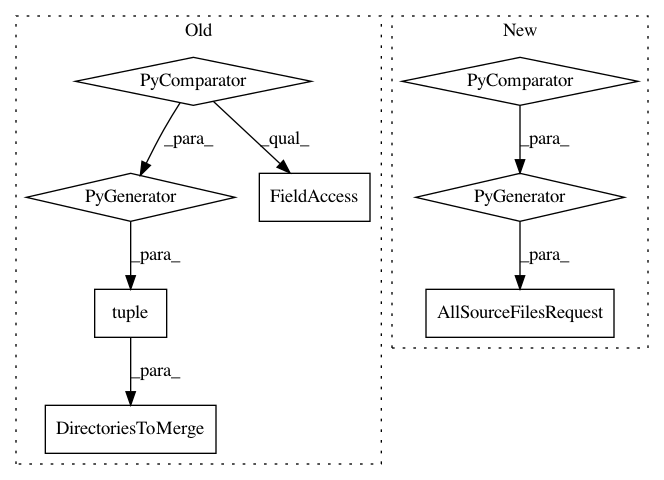 Old
New
PyComparator
PyComparator
_para_
_qual_
_para_
PyGenerator
FieldAccess
PyGenerator
_para_
_para_
tuple
AllSourceFilesRequest
_para_
DirectoriesToMerge